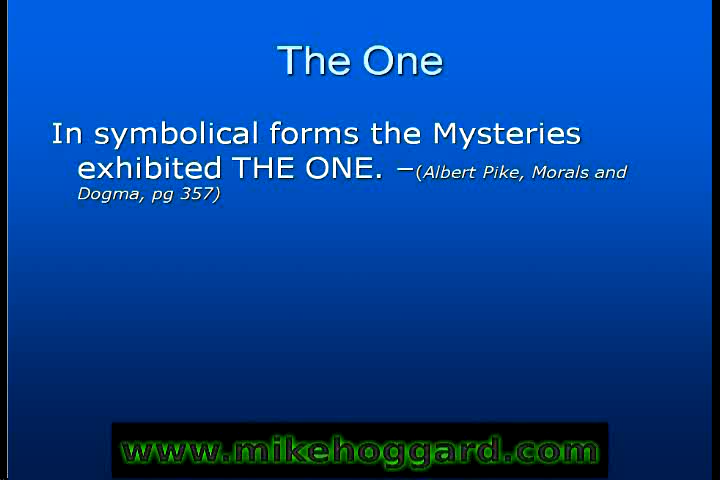 The One
In symbolical forms the Mysteries
exhibited THE ONE. –(Albert Pike, Morals and
Dogma, pg 357)
www.mikehoggard.com